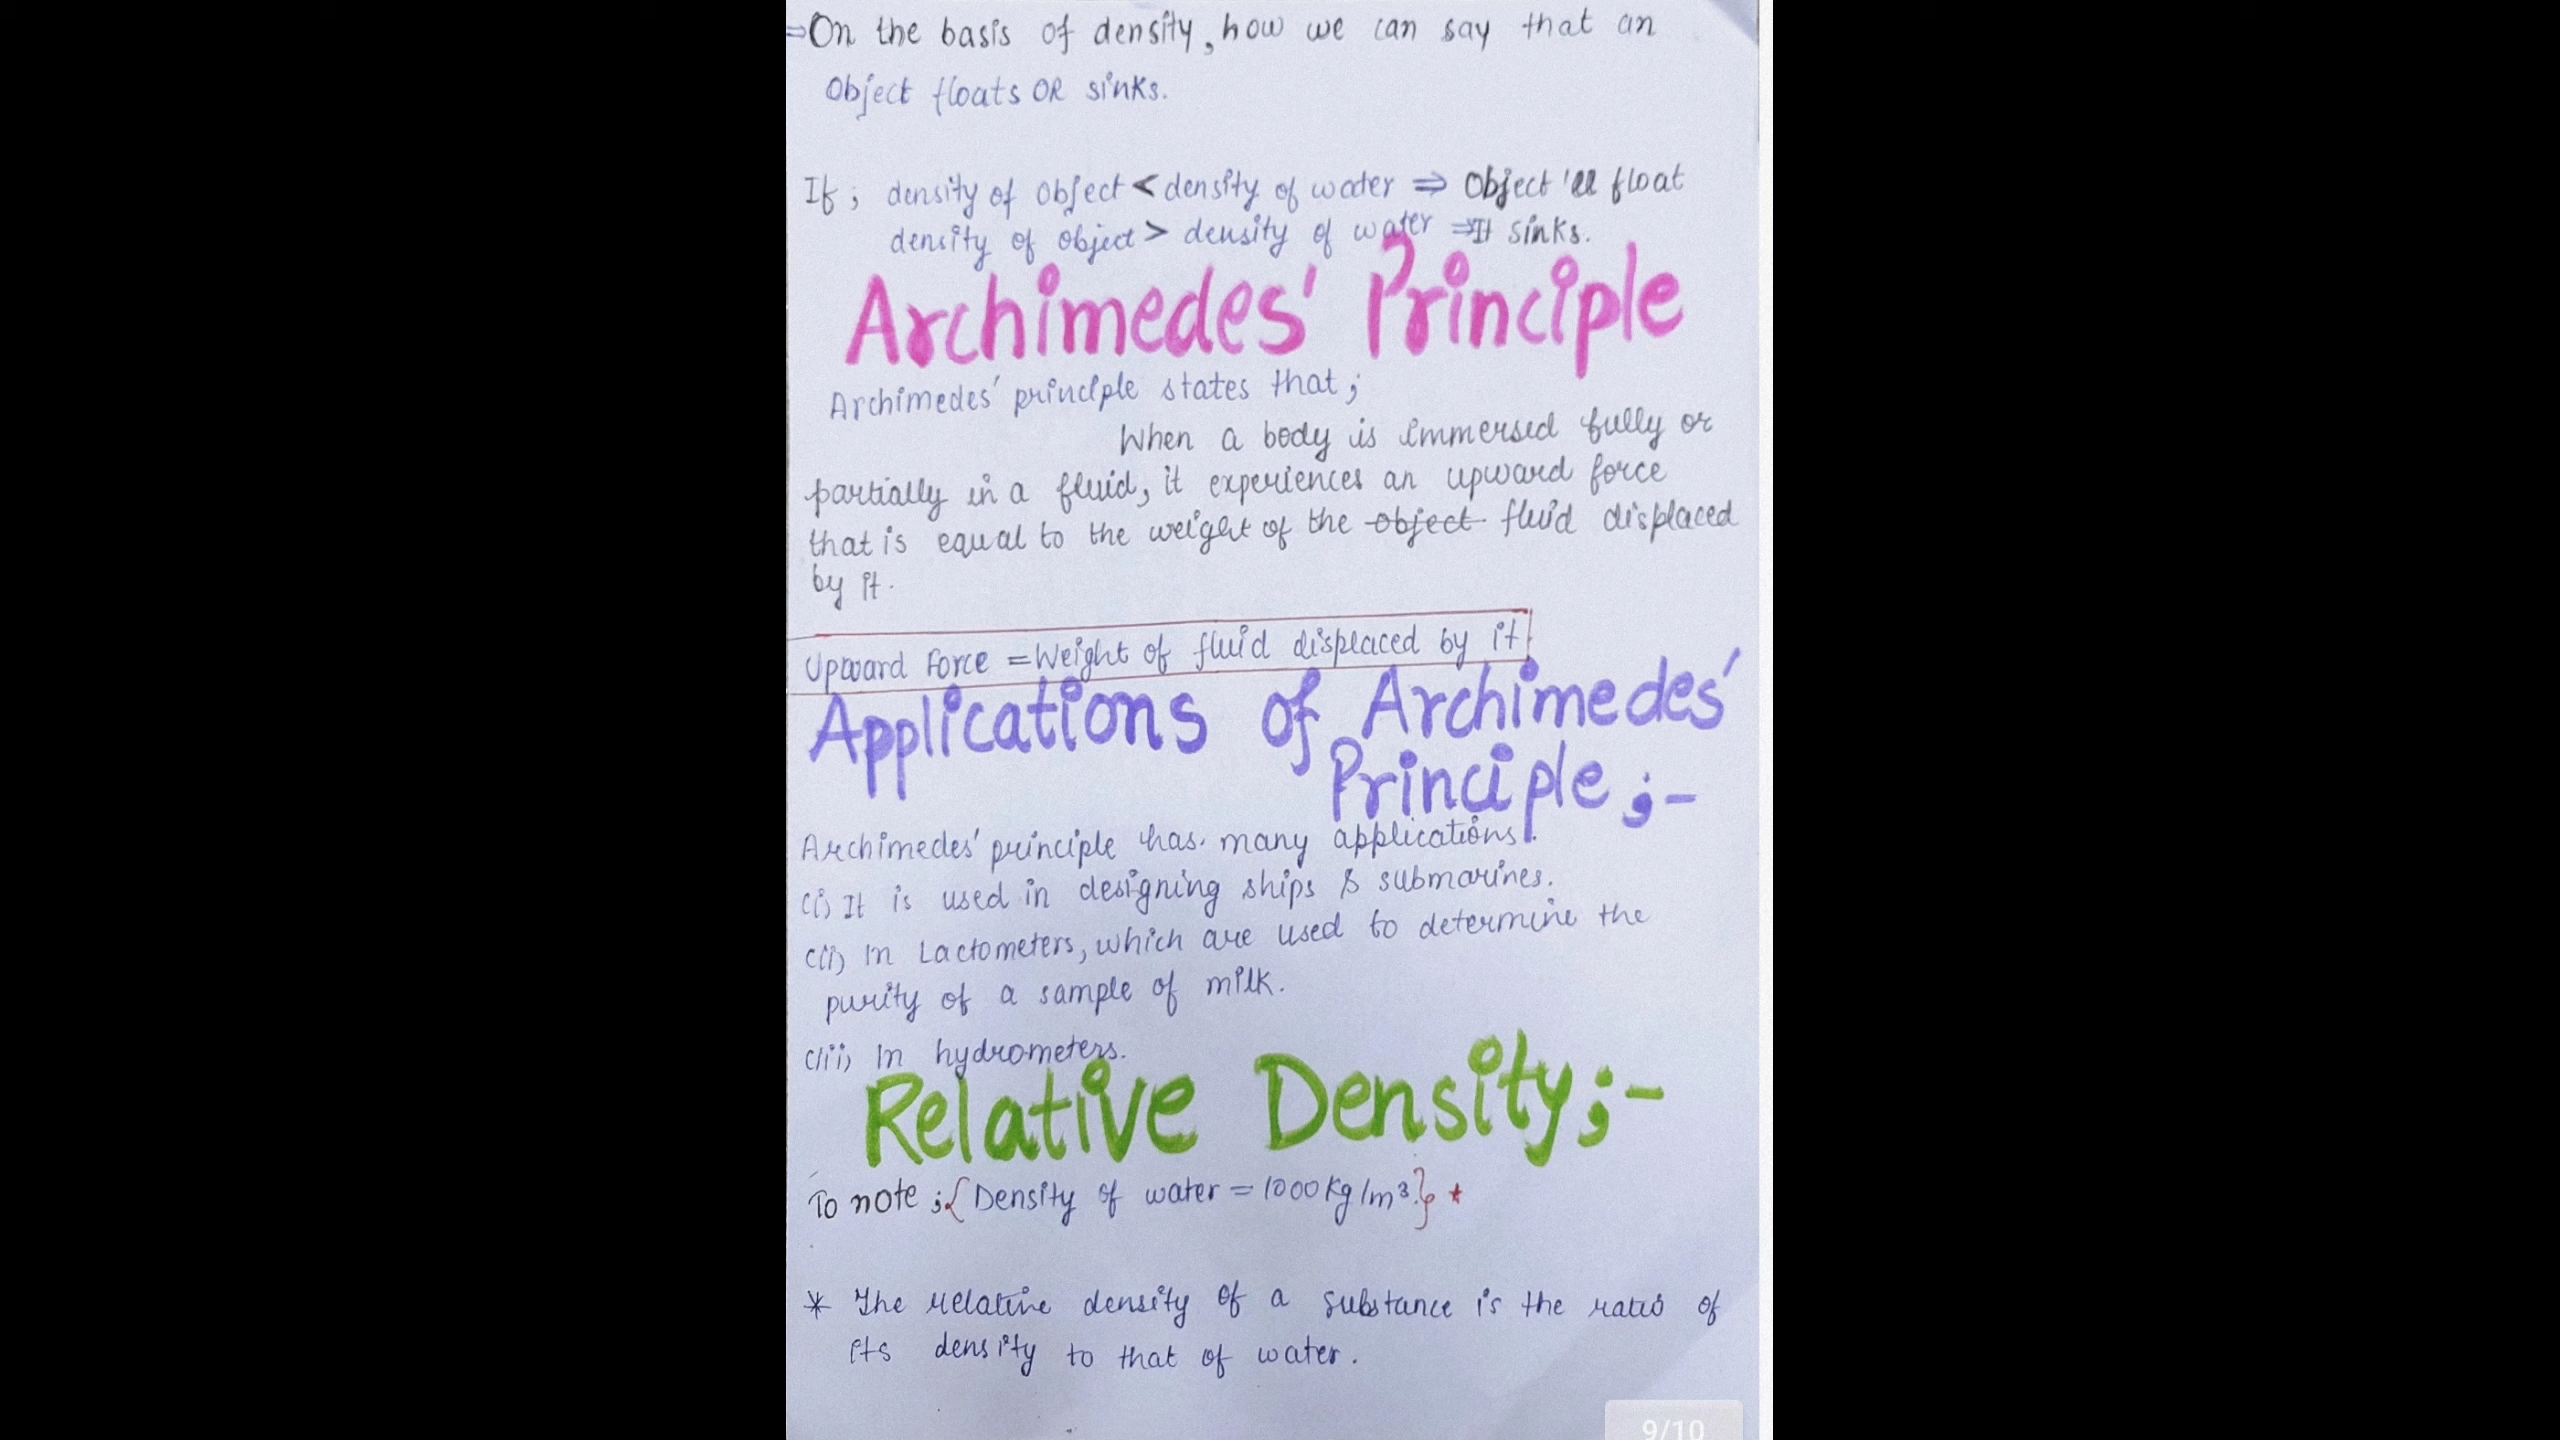 ⇒On the basis of density, how we can say that an
Object floats OR sinks.
If ; density of object < density of water ⇒ Object 'll float
density of object > density of water ⇒It sinks.
Archimedes' Principle
Archimedes' principle states that ;
When a body is immersed fully or
partially in a fluid, it experiences an upward force
that is equal to the weight of the object fluid displaced
by it.
Upward Force = Weight of fluid displaced by it
Applications of Archimedes'
Principle ;-
Archimedes' principle has many applications.
(i) It is used in designing ships & submarines.
(ii) In Lactometers, which are used to determine the
purity of a sample of milk.
(iii) In hydrometers.
Relative Density ;-
To note ; {Density of water = 1000 Kg/m³.} *
* The relative density of a substance is the ratio of
its density to that of water.
9/10